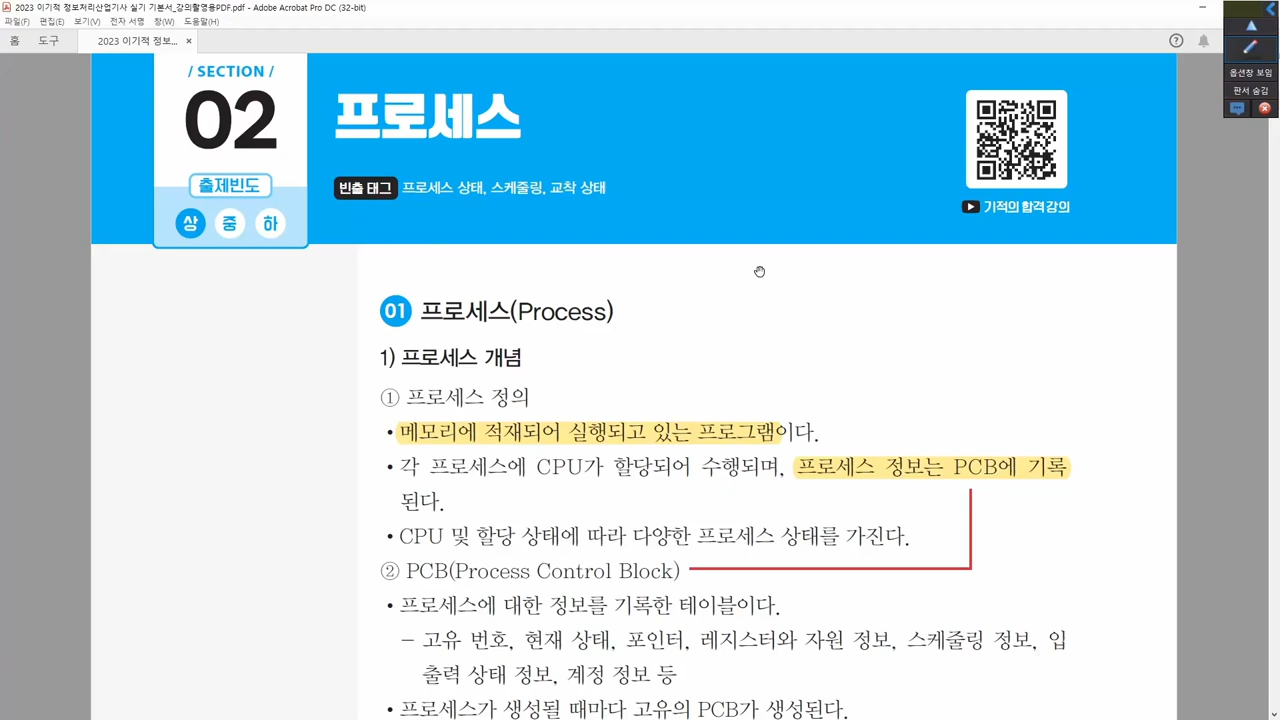 2023 이기적 정보처리산업기사 실기 기본서_강의촬영용PDF.pdf - Adobe Acrobat Pro DC (32-bit)
파일(F) 편집(E) 보기(V) 전자 서명 창(W) 도움말(H)
홈 도구 2023 이기적 정보... ×
옵션창 보임
판서 숨김
/ SECTION /
02
출제빈도
상 중 하
프로세스
빈출 태그 프로세스 상태, 스케줄링, 교착 상태
기적의 합격 강의
01 프로세스(Process)
1) 프로세스 개념
① 프로세스 정의
• 메모리에 적재되어 실행되고 있는 프로그램이다.
• 각 프로세스에 CPU가 할당되어 수행되며, 프로세스 정보는 PCB에 기록
된다.
• CPU 및 할당 상태에 따라 다양한 프로세스 상태를 가진다.
② PCB(Process Control Block)
• 프로세스에 대한 정보를 기록한 테이블이다.
– 고유 번호, 현재 상태, 포인터, 레지스터와 자원 정보, 스케줄링 정보, 입
출력 상태 정보, 계정 정보 등
• 프로세스가 생성될 때마다 고유의 PCB가 생성된다.